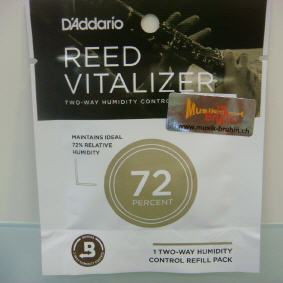 D'Addario
REED
VITALIZER
TWO-WAY HUMIDITY CONTROL
www.musik-bruhin.ch
MAINTAINS IDEAL
72% RELATIVE
HUMIDITY
72
PERCENT
B
1 TWO-WAY HUMIDITY
CONTROL REFILL PACK